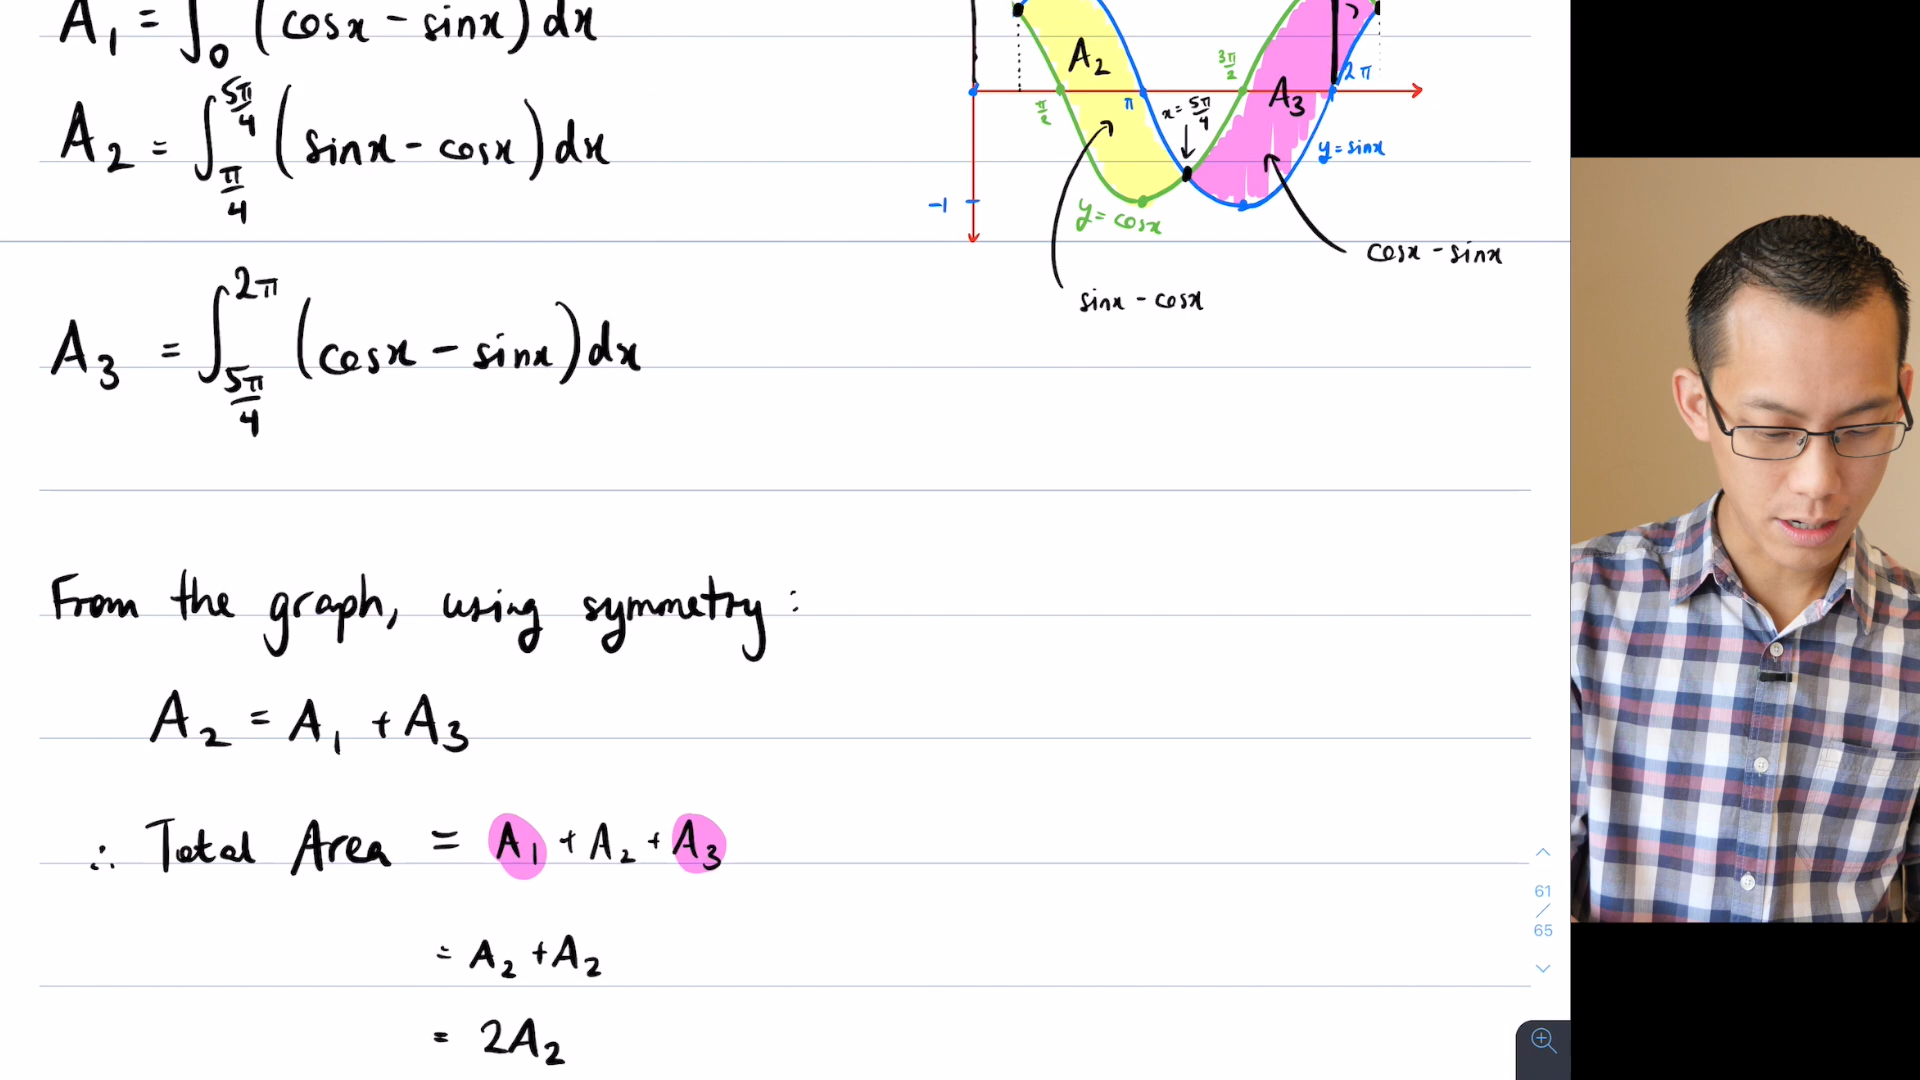 A₁ = ∫₀ (cosx − sinx) dx
A₂ = ∫_{π/4}^{5π/4} (sinx − cosx) dx
A₃ = ∫_{5π/4}^{2π} (cosx − sinx) dx
From the graph, using symmetry:
A₂ = A₁ + A₃
∴ Total Area = A₁ + A₂ + A₃
= A₂ + A₂
= 2A₂
A₂
3π/2
2π
A₃
π/2
π
x = 5π/4
y = sinx
−1
y = cosx
cosx − sinx
sinx − cosx
61
/
65